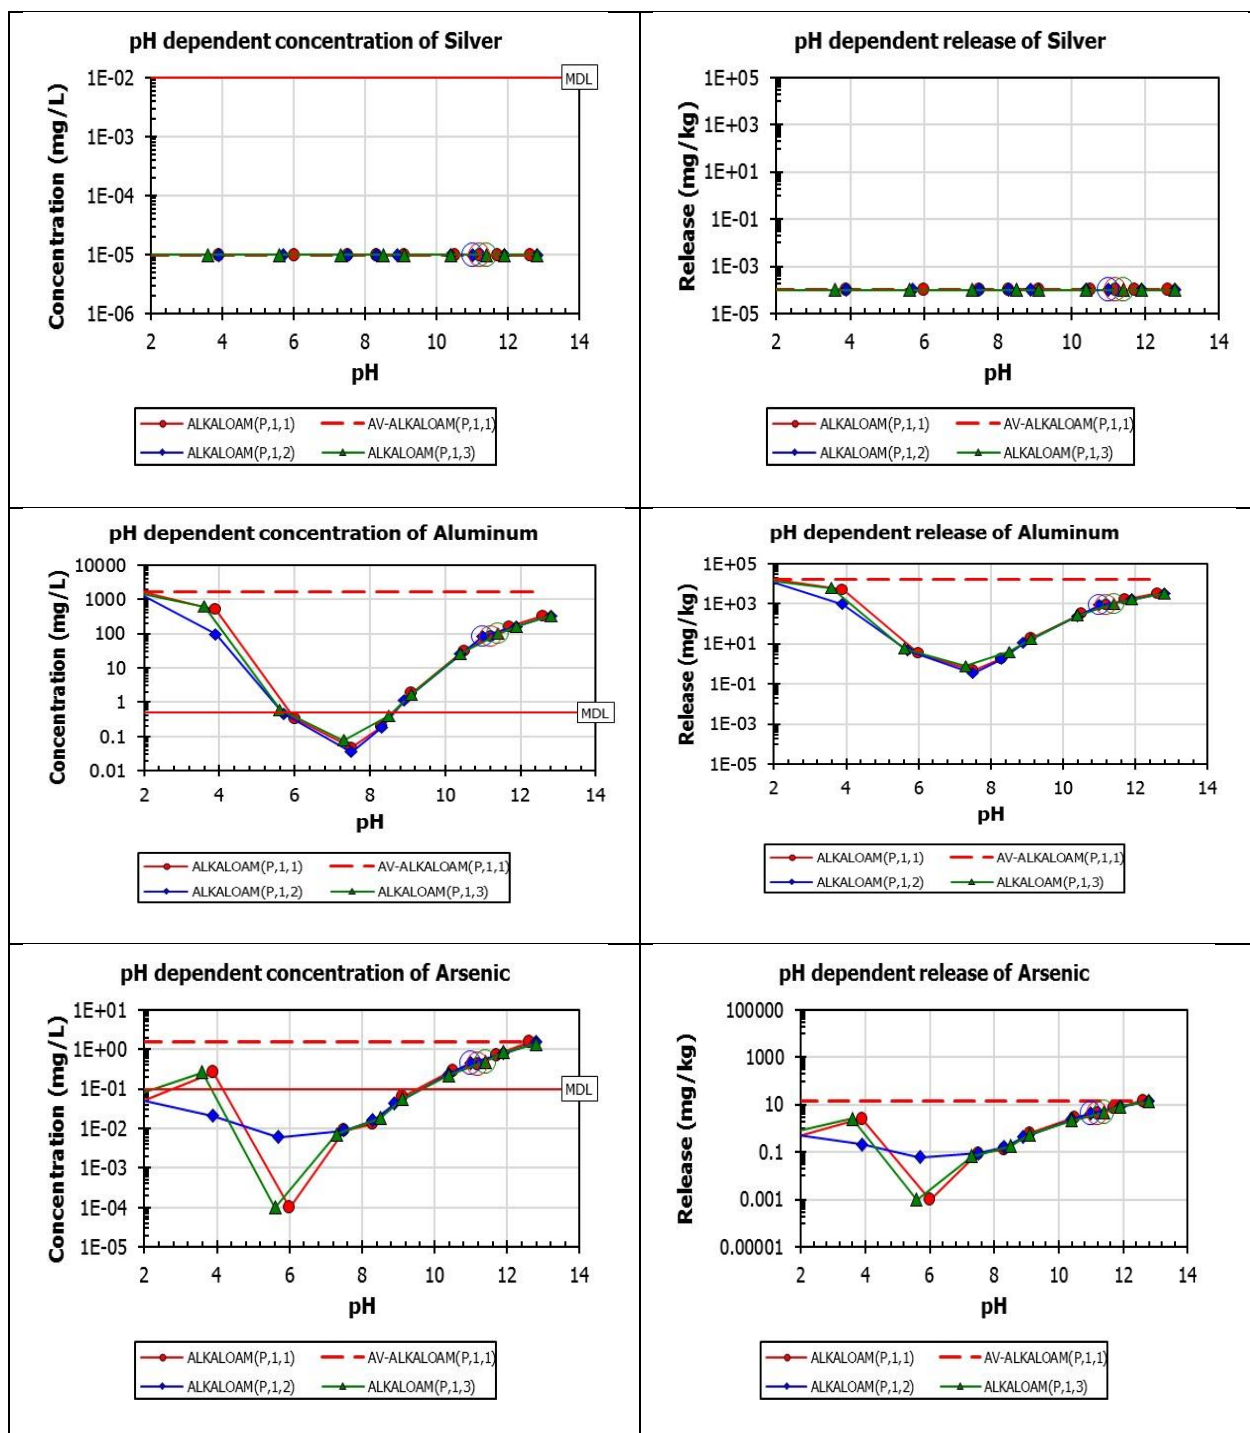 pH dependent concentration of Silver
Concentration (mg/L)
1E-02
1E-03
1E-04
1E-05
1E-06
MDL
2 4 6 8 10 12 14
pH
ALKALOAM(P,1,1) AV-ALKALOAM(P,1,1)
ALKALOAM(P,1,2) ALKALOAM(P,1,3)
pH dependent release of Silver
Release (mg/kg)
1E+05
1E+03
1E+01
1E-01
1E-03
1E-05
2 4 6 8 10 12 14
pH
ALKALOAM(P,1,1) AV-ALKALOAM(P,1,1)
ALKALOAM(P,1,2) ALKALOAM(P,1,3)
pH dependent concentration of Aluminum
Concentration (mg/L)
10000
1000
100
10
1
0.1
0.01
MDL
2 4 6 8 10 12 14
pH
ALKALOAM(P,1,1) AV-ALKALOAM(P,1,1)
ALKALOAM(P,1,2) ALKALOAM(P,1,3)
pH dependent release of Aluminum
Release (mg/kg)
1E+05
1E+03
1E+01
1E-01
1E-03
1E-05
2 4 6 8 10 12 14
pH
ALKALOAM(P,1,1) AV-ALKALOAM(P,1,1)
ALKALOAM(P,1,2) ALKALOAM(P,1,3)
pH dependent concentration of Arsenic
Concentration (mg/L)
1E+01
1E+00
1E-01
1E-02
1E-03
1E-04
1E-05
MDL
2 4 6 8 10 12 14
pH
ALKALOAM(P,1,1) AV-ALKALOAM(P,1,1)
ALKALOAM(P,1,2) ALKALOAM(P,1,3)
pH dependent release of Arsenic
Release (mg/kg)
100000
1000
10
0.1
0.001
0.00001
2 4 6 8 10 12 14
pH
ALKALOAM(P,1,1) AV-ALKALOAM(P,1,1)
ALKALOAM(P,1,2) ALKALOAM(P,1,3)